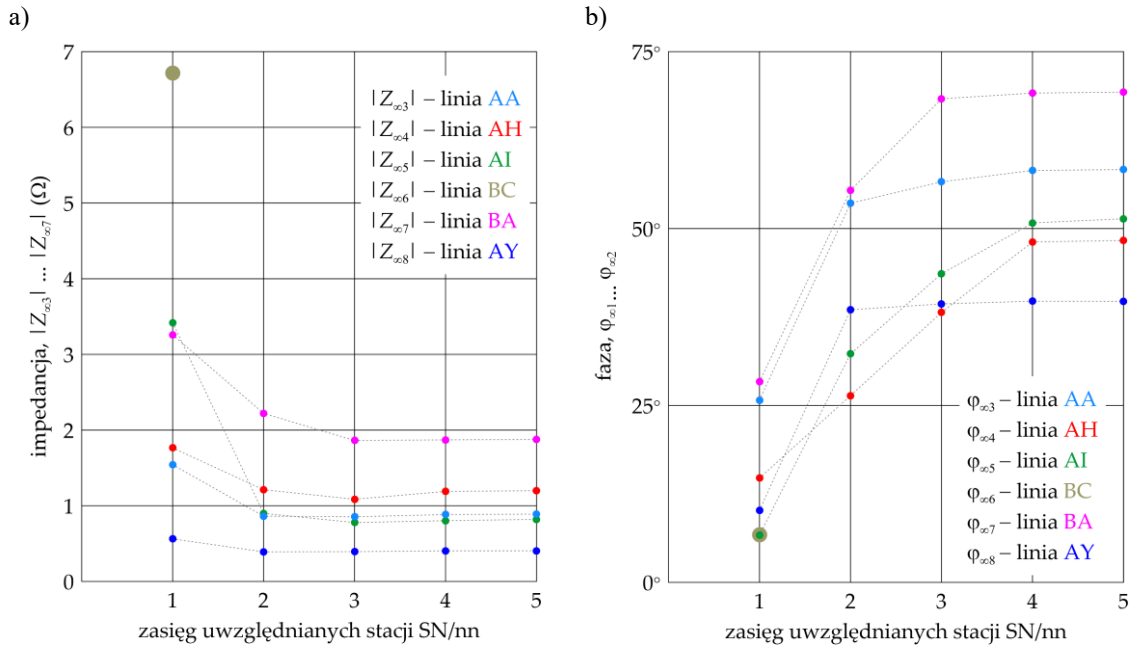 a)
7
6
5
4
3
2
1
0
impedancja, |Z∞3| ... |Z∞7| (Ω)
|Z∞3| – linia AA
|Z∞4| – linia AH
|Z∞5| – linia AI
|Z∞6| – linia BC
|Z∞7| – linia BA
|Z∞8| – linia AY
1 2 3 4 5
zasięg uwzględnianych stacji SN/nn
b)
75°
50°
25°
0°
faza, φ∞1... φ∞2
φ∞3 – linia AA
φ∞4 – linia AH
φ∞5 – linia AI
φ∞6 – linia BC
φ∞7 – linia BA
φ∞8 – linia AY
1 2 3 4 5
zasięg uwzględnianych stacji SN/nn